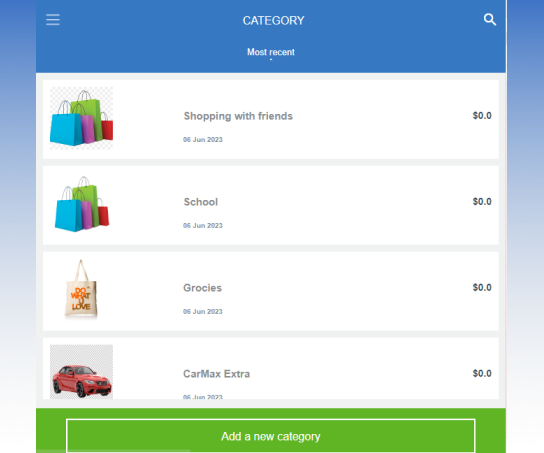 CATEGORY
Most recent
Shopping with friends
$0.0
06 Jun 2023
School
$0.0
06 Jun 2023
DO
WHAT
U
LOVE
Grocies
$0.0
06 Jun 2023
CarMax Extra
$0.0
06 Jun 2023
Add a new category